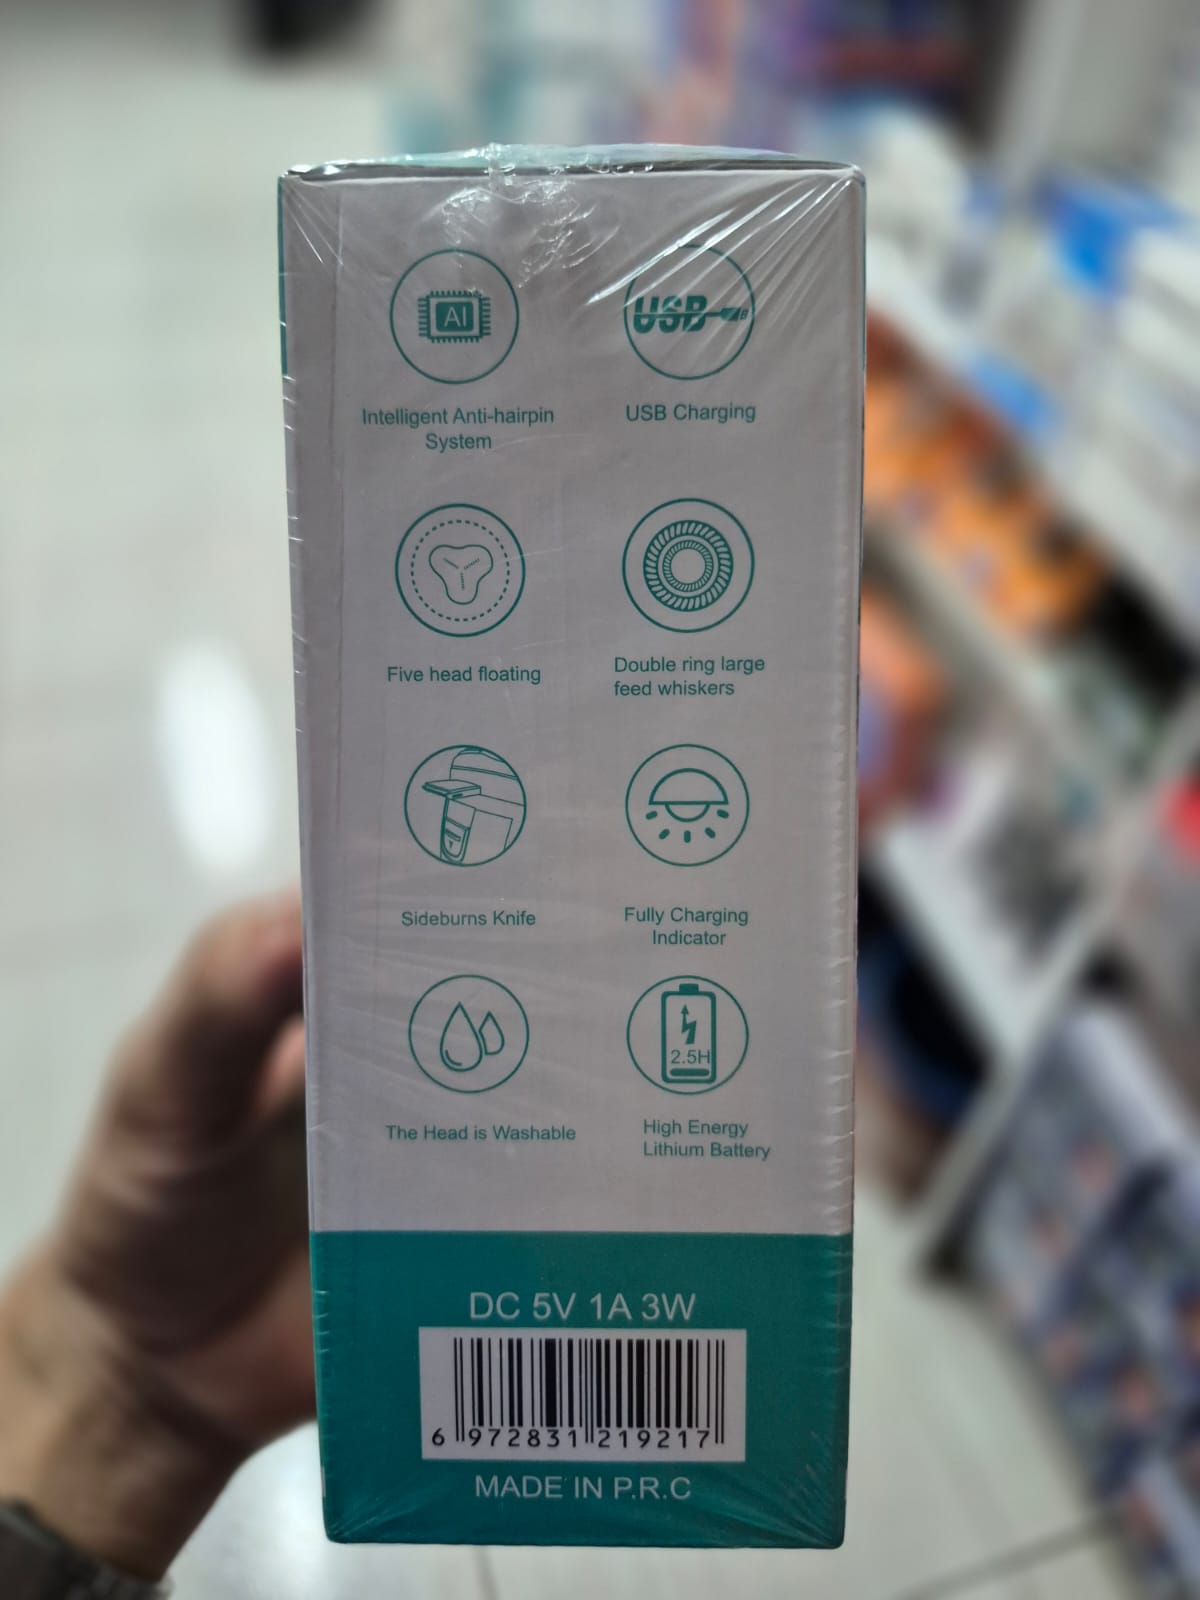 AI
USB
Intelligent Anti-hairpin
System
USB Charging
Five head floating
Double ring large
feed whiskers
Sideburns Knife
Fully Charging
Indicator
2.5H
The Head is Washable
High Energy
Lithium Battery
DC 5V 1A 3W
6 972831 219217
MADE IN P.R.C